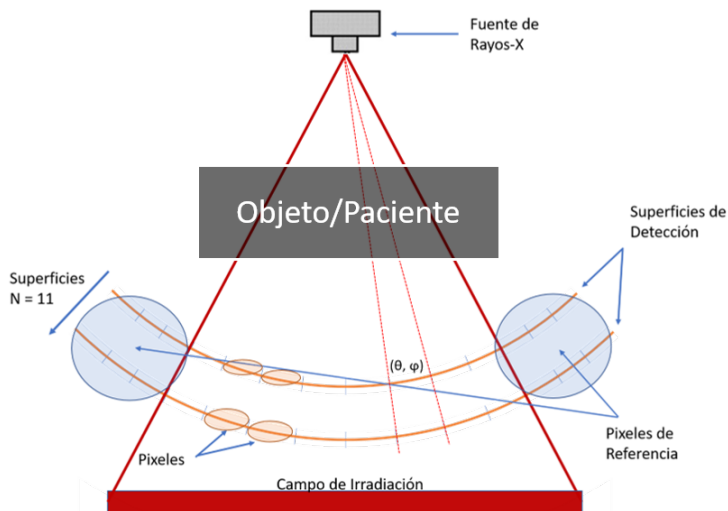 Fuente de
Rayos-X
Objeto/Paciente
Superficies de
Detección
Superficies
N = 11
(θ, φ)
Pixeles
Pixeles de
Referencia
Campo de Irradiación